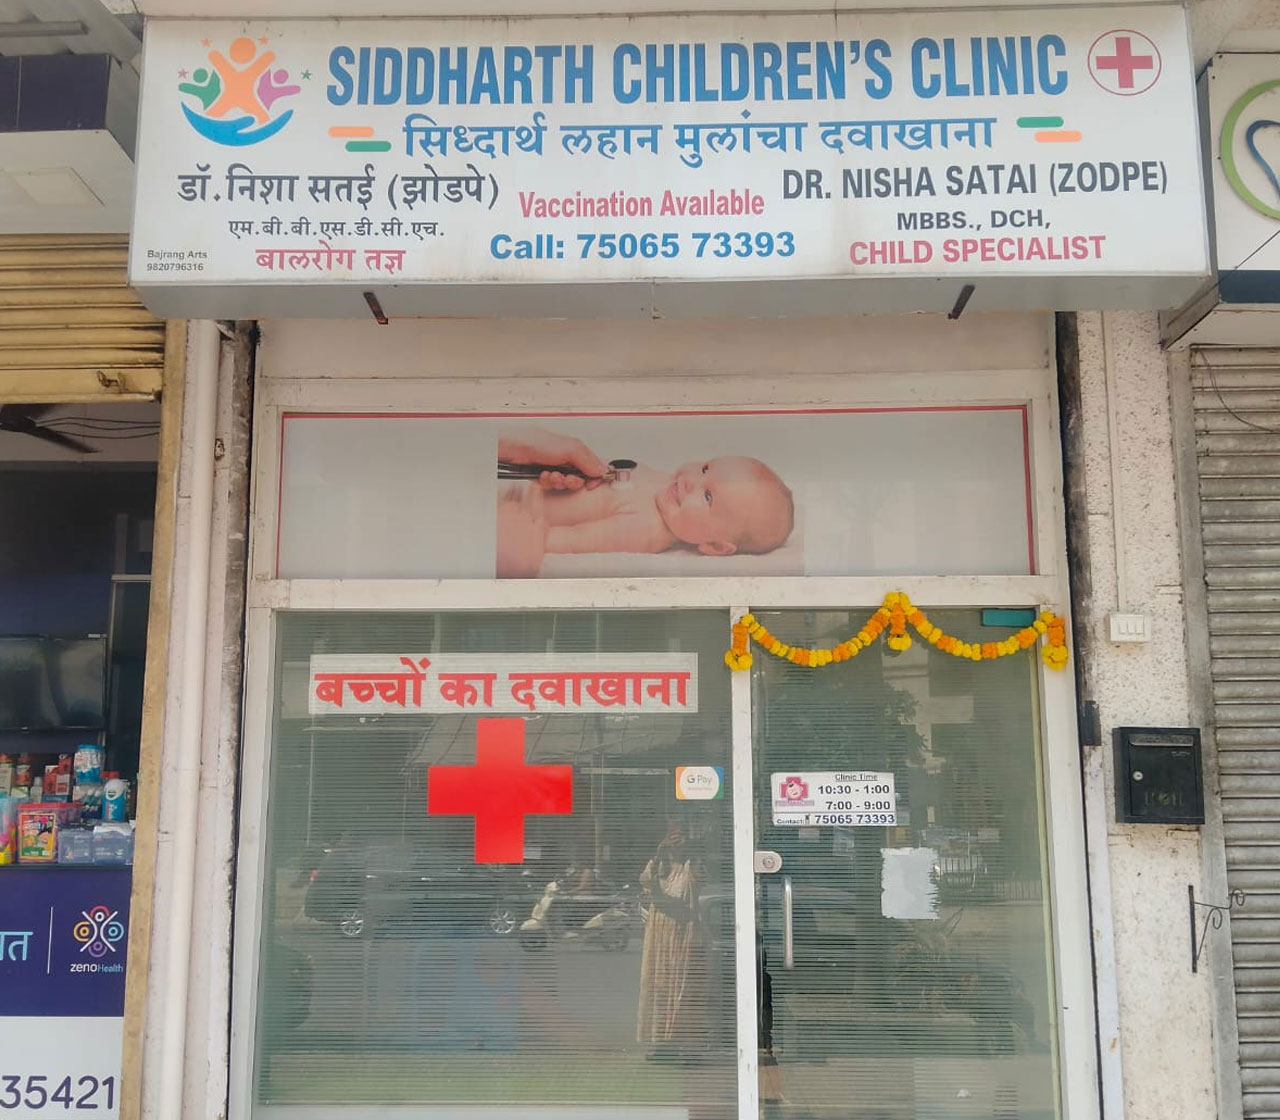 SIDDHARTH CHILDREN'S CLINIC
सिध्दार्थ लहान मुलांचा दवाखाना
डॉ. निशा सतई (झोडपे)
एम.बी.बी.एस.डी.सी.एच.
बालरोग तज्ञ
Vaccination Available
Call: 75065 73393
DR. NISHA SATAI (ZODPE)
MBBS., DCH,
CHILD SPECIALIST
Bajrang Arts
9820796316
बच्चों का दवाखाना
G Pay
Clinic Time
10:30 - 1:00
7:00 - 9:00
Contact: 75065 73393
zenoHealth
35421